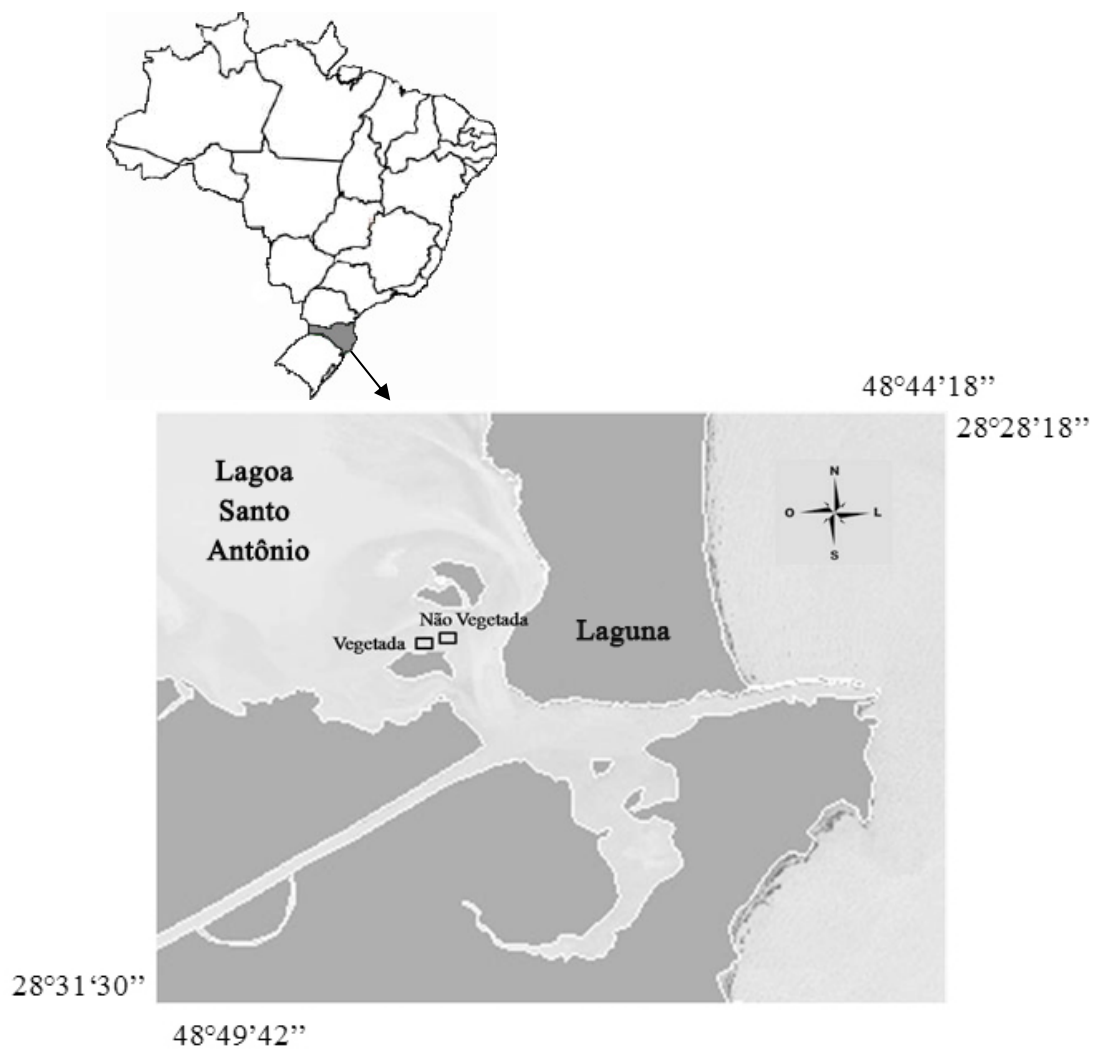 48°44’18”
28°28’18”
Lagoa
Santo
Antônio
N
O
L
S
Não Vegetada
Vegetada
Laguna
28°31‘30”
48°49’42”